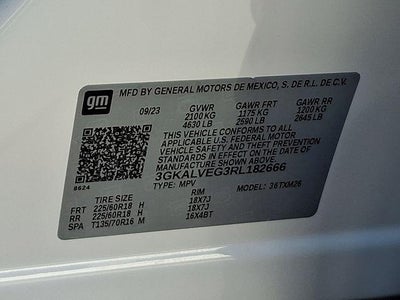 gm MFD BY GENERAL MOTORS DE MEXICO, S. DE R.L. DE C.V.
09/23 GVWR GAWR FRT GAWR RR
2100 KG 1175 KG 1200 KG
4630 LB 2590 LB 2645 LB
THIS VEHICLE CONFORMS TO ALL
APPLICABLE U.S. FEDERAL MOTOR
VEHICLE SAFETY AND THEFT PREVENTION
STANDARDS IN EFFECT ON THE DATE OF
MANUFACTURE SHOWN ABOVE.
3GKALVEG3RL182666
8624 TYPE: MPV MODEL: 36TXM26
TIRE SIZE RIM
FRT 225/60R18 H 18X7J
RR 225/60R18 H 18X7J
SPA T135/70R16 M 16X4BT